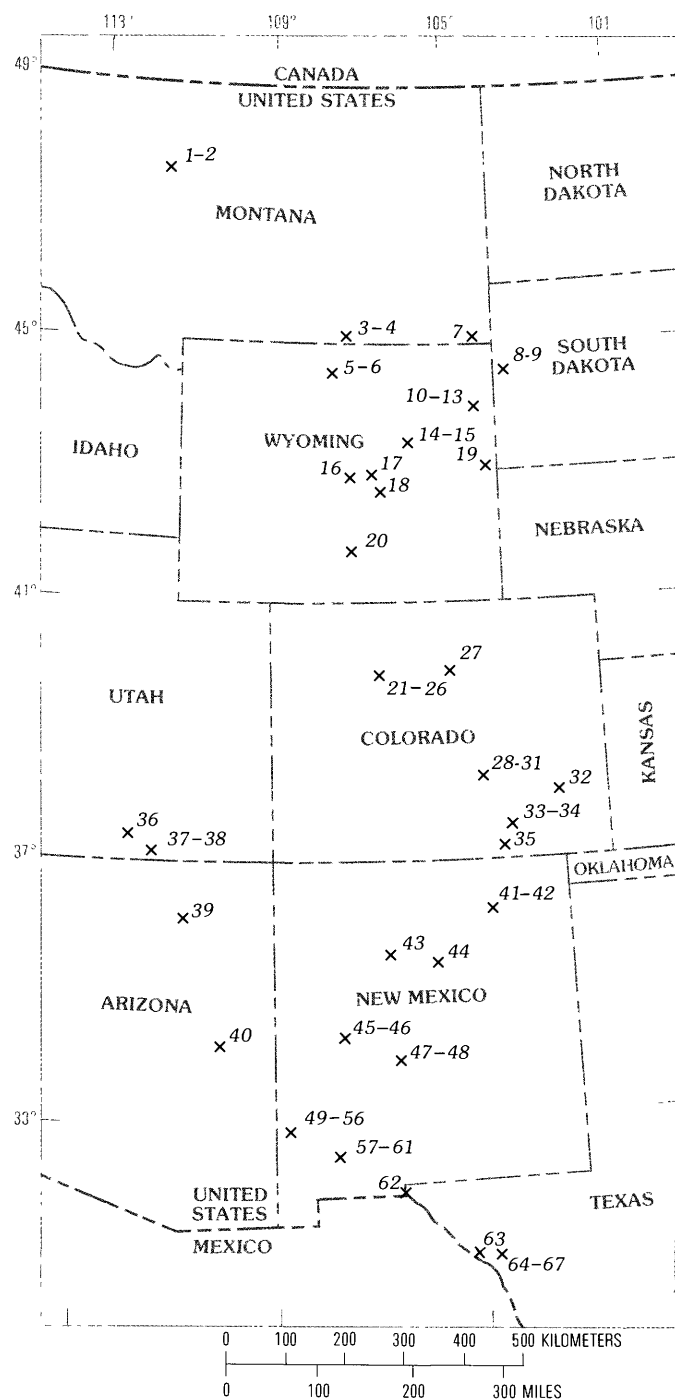 113° 109° 105° 101°
49°
CANADA
UNITED STATES
1–2
NORTH
DAKOTA
MONTANA
45°
3–4
7
8-9
SOUTH
DAKOTA
5–6
10–13
WYOMING
14–15
IDAHO
16
17
19
18
NEBRASKA
20
41°
27
21–26
UTAH
COLORADO
KANSAS
28-31
32
33–34
36
37–38
35
37°
OKLAHOMA
41–42
39
43
44
NEW MEXICO
ARIZONA
45–46
40
47–48
33°
49–56
57–61
62
UNITED
STATES
TEXAS
MEXICO
63
64–67
0 100 200 300 400 500 KILOMETERS
0 100 200 300 MILES